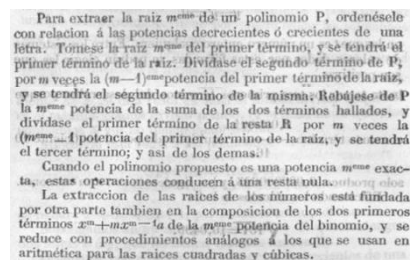 Para extraer la raiz mᵉᵐᵉ de un polinomio P, ordenésele
con relacion á las potencias decrecientes ó crecientes de una
letra. Tómese la raiz mᵉᵐᵉ del primer término, y se tendrá el
primer término de la raiz. Divídase el segundo término de P,
por m veces la (m—1)ᵉᵐᵉ potencia del primer término de la raiz,
y se tendrá el segundo término de la misma. Rebájese de P
la mᵉᵐᵉ potencia de la suma de los dos términos hallados, y
divídase el primer término de la resta R por m veces la
(mᵉᵐᵉ—1 potencia del primer término de la raiz, y se tendrá
el tercer término; y asi de los demas.
Cuando el polinomio propuesto es una potencia mᵉᵐᵉ exac-
ta, estas operaciones conducen á una resta nula.
La extraccion de las raices de los números está fundada
por otra parte tambien en la composicion de los dos primeros
términos xᵐ+mxᵐ⁻¹a de la mᵉᵐᵉ potencia del binomio, y se
reduce con procedimientos análogos á los que se usan en
aritmética para las raices cuadradas y cúbicas.